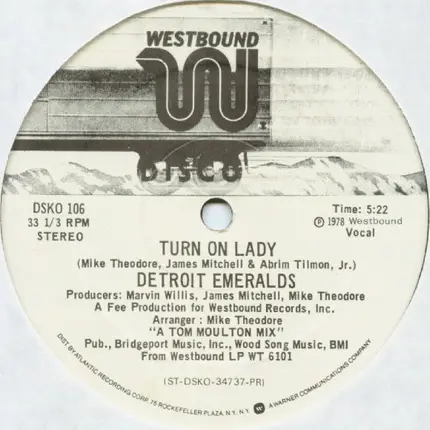 WESTBOUND
W
DISCO
DSKO 106
33 1/3 RPM
STEREO
Time: 5:22
℗ 1978 Westbound
Vocal
TURN ON LADY
(Mike Theodore, James Mitchell & Abrim Tilmon, Jr.)
DETROIT EMERALDS
Producers: Marvin Willis, James Mitchell, Mike Theodore
A Fee Production for Westbound Records, Inc.
Arranger : Mike Theodore
"A TOM MOULTON MIX"
Pub., Bridgeport Music, Inc., Wood Song Music, BMI
From Westbound LP WT 6101
(ST-DSKO-34737-PR)
DIST BY ATLANTIC RECORDING CORP. 75 ROCKEFELLER PLAZA, N.Y., N.Y. W A WARNER COMMUNICATIONS COMPANY